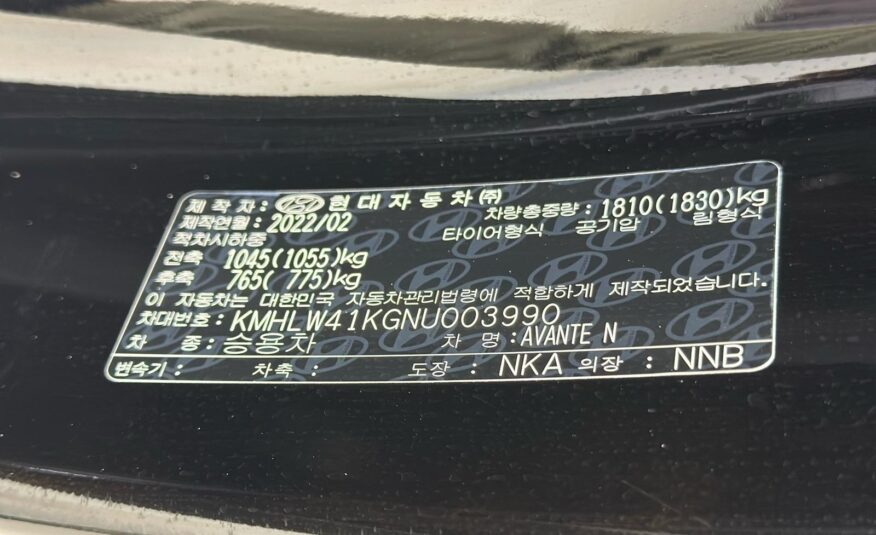 제 작 자 : 현대자동차(주)
제작연월 : 2022/02 차량총중량 : 1810(1830)kg
적차시하중 타이어형식 공기압 림형식
전축 1045(1055)kg
후축 765( 775)kg
이 자동차는 대한민국 자동차관리법령에 적합하게 제작되었습니다.
차대번호 : KMHLW41KGNU003990
차 종 : 승용차 차 명 : AVANTE N
변속기 : 차축 : 도장 : NKA 의장 : NNB